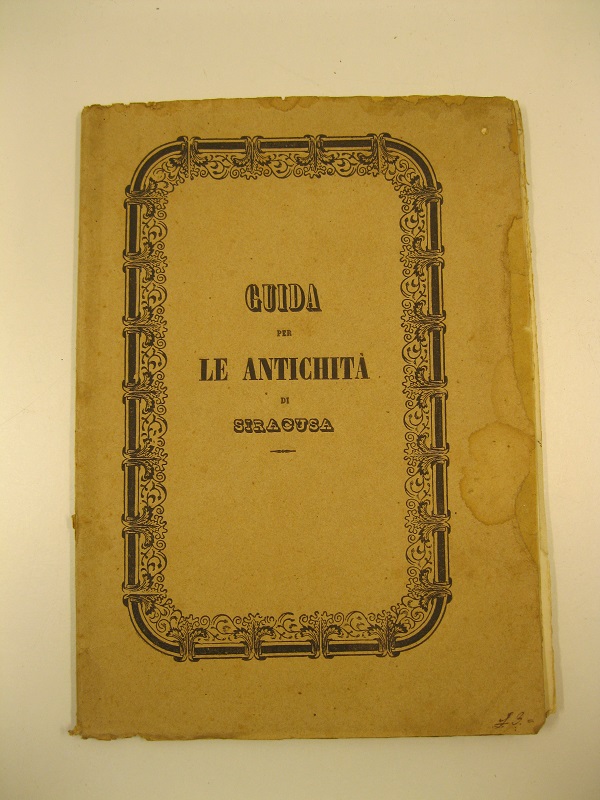 GUIDA
PER
LE ANTICHITÀ
DI
SIRACUSA